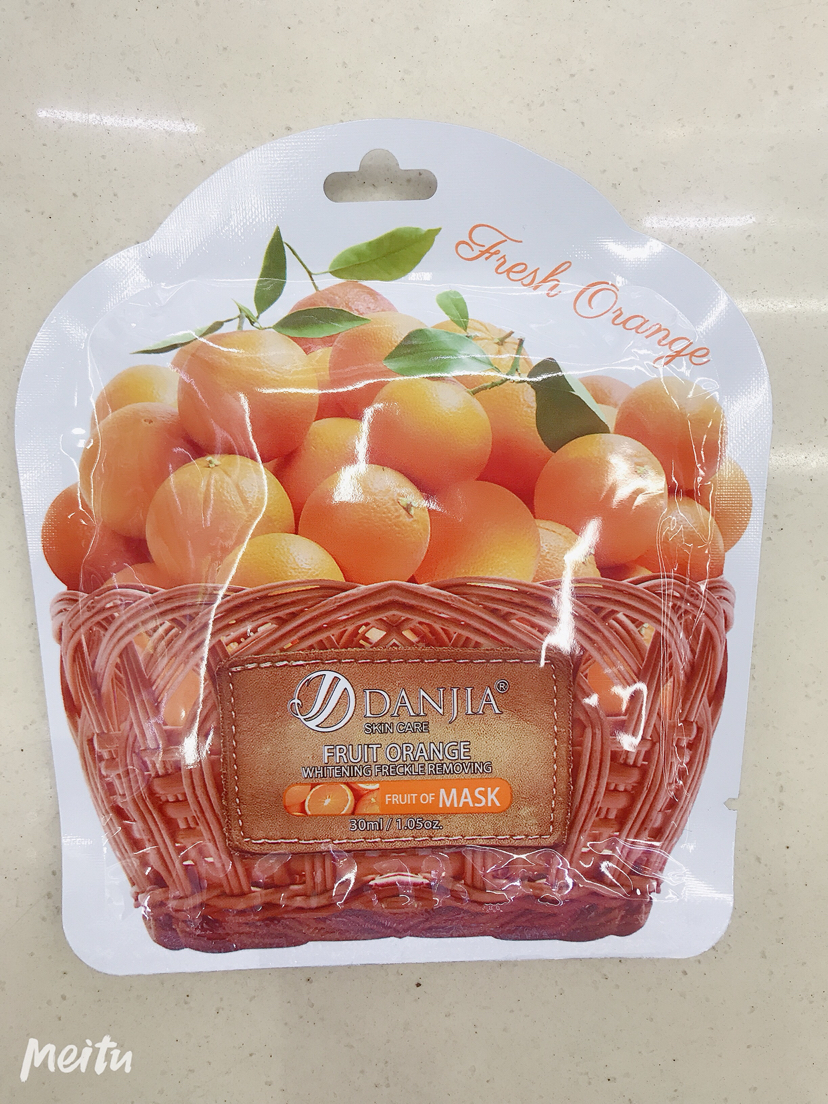 Fresh Orange
DANJIA®
SKIN CARE
FRUIT ORANGE
WHITENING FRECKLE REMOVING
FRUIT OF MASK
30ml / 1.05oz.
meitu